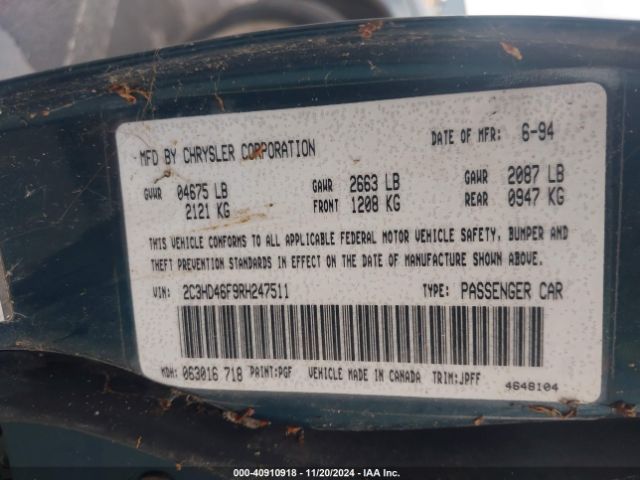 MFD BY CHRYSLER CORPORATION DATE OF MFR: 6-94
GVWR 04675 LB GAWR 2663 LB GAWR 2087 LB
2121 KG FRONT 1208 KG REAR 0947 KG
THIS VEHICLE CONFORMS TO ALL APPLICABLE FEDERAL MOTOR VEHICLE SAFETY, BUMPER AND
THEFT PREVENTION STANDARDS IN EFFECT ON THE DATE OF MANUFACTURE SHOWN ABOVE.
VIN: 2C3HD46F9RH247511 TYPE: PASSENGER CAR
MDH: 063016 718 PAINT:PGF VEHICLE MADE IN CANADA TRIM:JPFF
4648104
000-40910918 - 11/20/2024 - IAA Inc.